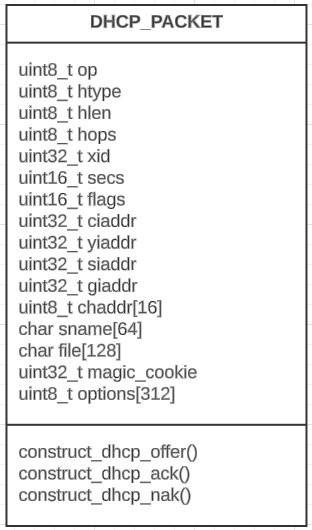 DHCP_PACKET
uint8_t op
uint8_t htype
uint8_t hlen
uint8_t hops
uint32_t xid
uint16_t secs
uint16_t flags
uint32_t ciaddr
uint32_t yiaddr
uint32_t siaddr
uint32_t giaddr
uint8_t chaddr[16]
char sname[64]
char file[128]
uint32_t magic_cookie
uint8_t options[312]
construct_dhcp_offer()
construct_dhcp_ack()
construct_dhcp_nak()